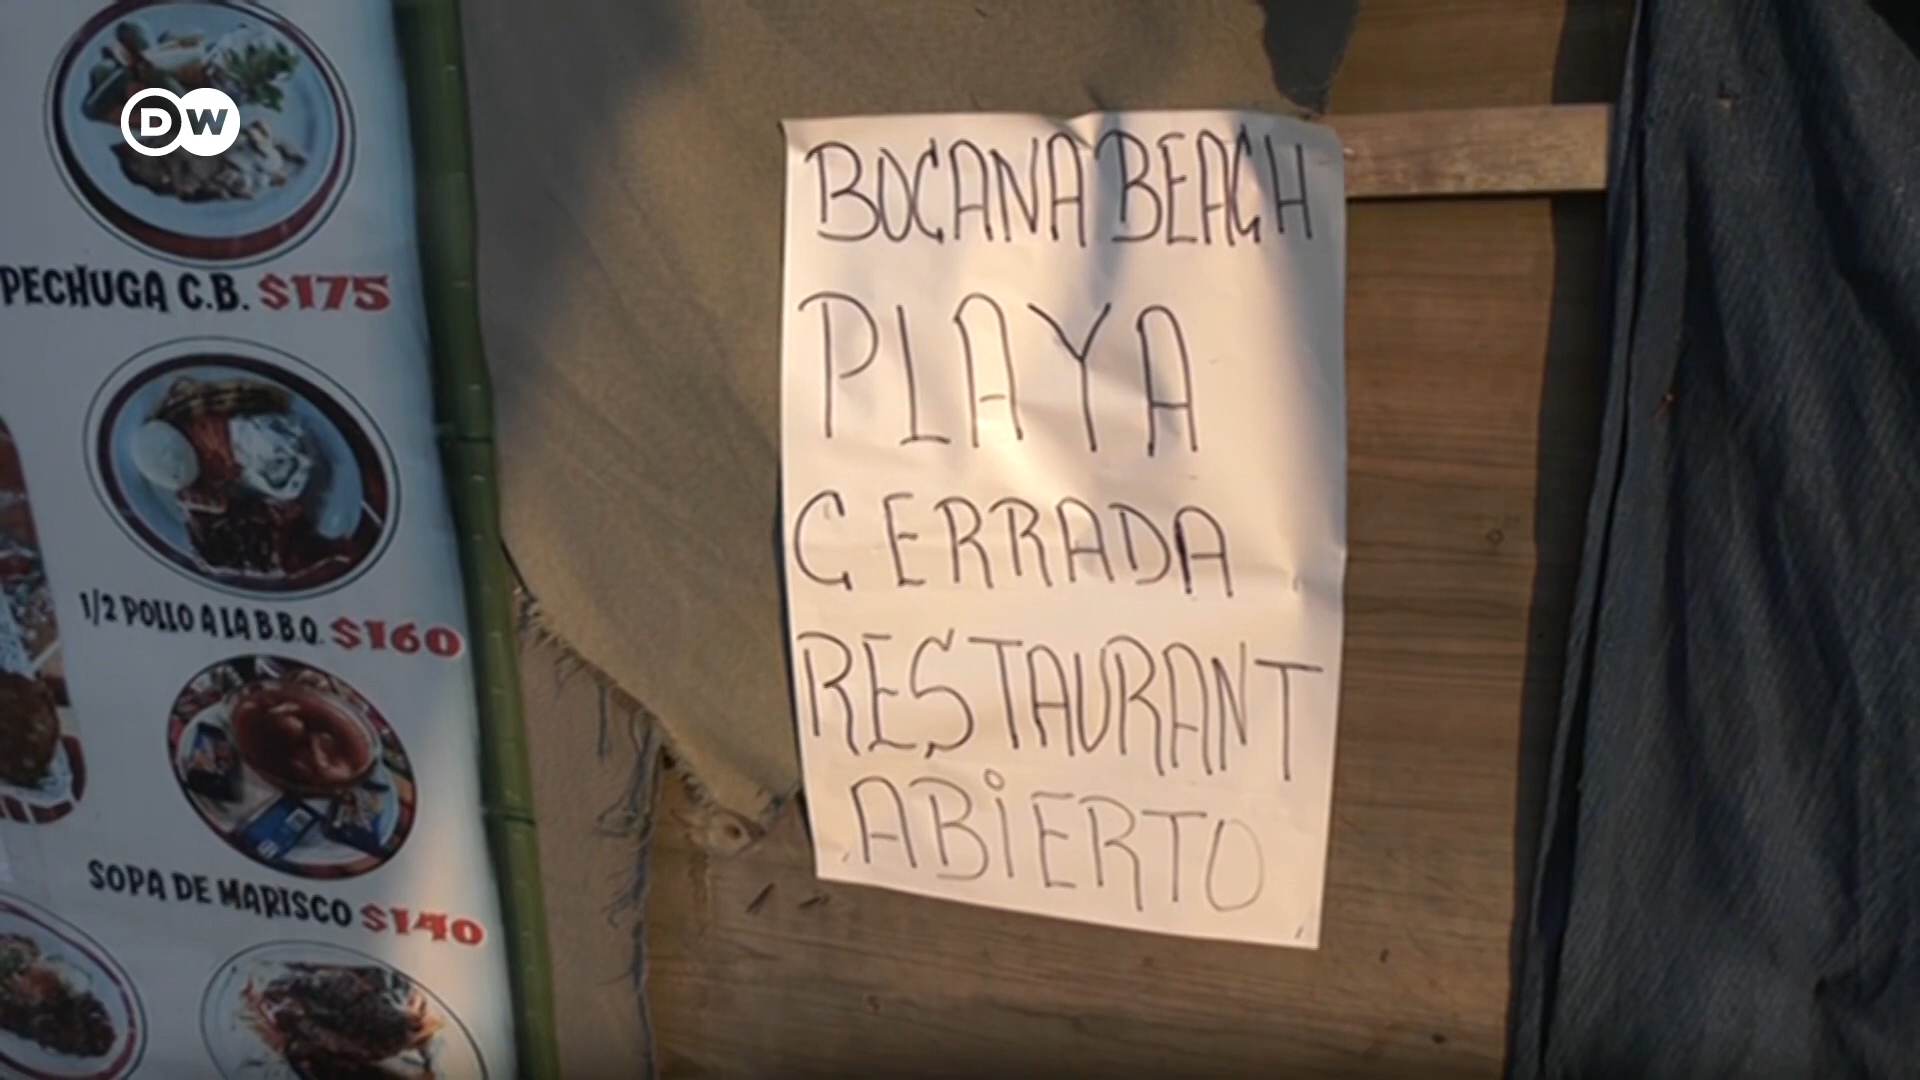 DW
PECHUGA C.B. $175
1/2 POLLO A LA B.B.Q. $160
SOPA DE MARISCO $140
BOCANA BEACH
PLAYA
CERRADA
RESTAURANT
ABiERTO